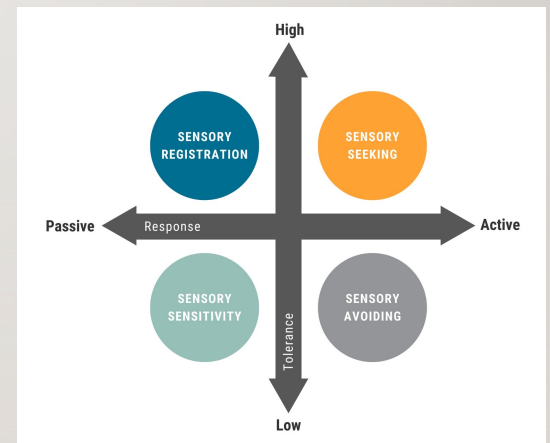 High
SENSORY
REGISTRATION
SENSORY
SEEKING
Passive
Response
Active
SENSORY
SENSITIVITY
SENSORY
AVOIDING
Tolerance
Low